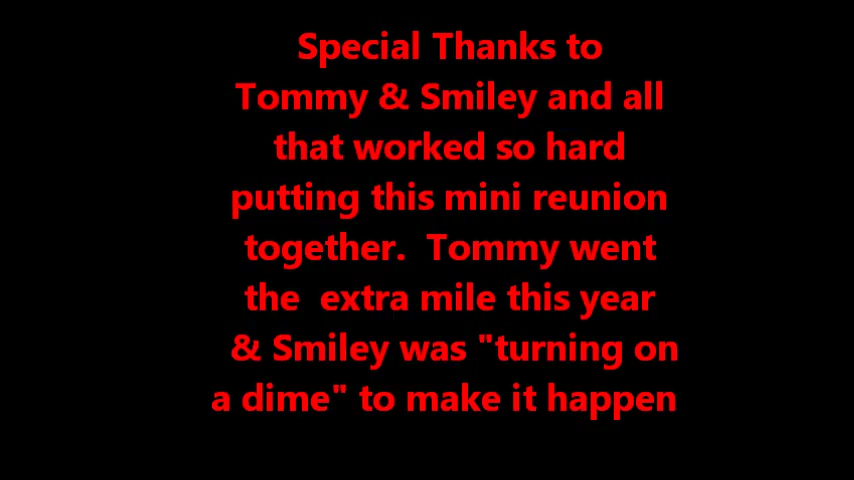 Special Thanks to
Tommy & Smiley and all
that worked so hard
putting this mini reunion
together.  Tommy went
the  extra mile this year
& Smiley was "turning on
a dime" to make it happen